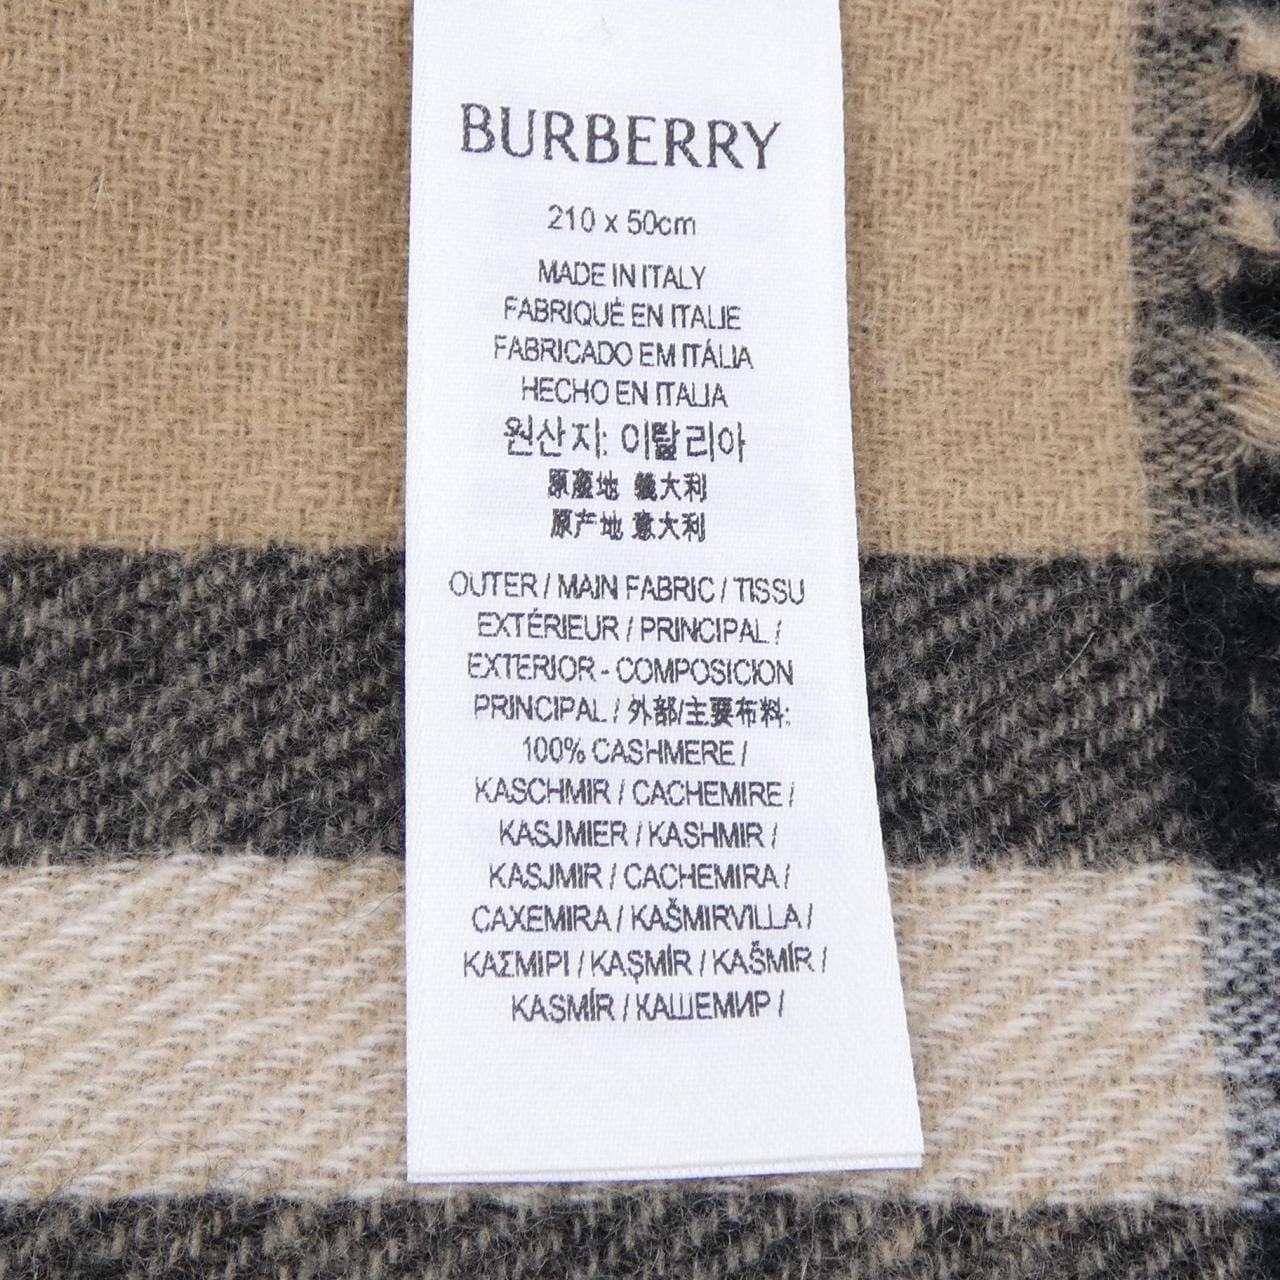 BURBERRY
210 x 50cm
MADE IN ITALY
FABRIQUÉ EN ITALIE
FABRICADO EM ITÁLIA
HECHO EN ITALIA
원산지: 이탈리아
原產地 義大利
原产地 意大利
OUTER / MAIN FABRIC / TISSU
EXTÉRIEUR / PRINCIPAL /
EXTERIOR - COMPOSICION
PRINCIPAL / 外部/主要布料:
100% CASHMERE /
KASCHMIR / CACHEMIRE /
KASJMIER / KASHMIR /
KASJMIR / CACHEMIRA /
CAXEMIRA / KAŠMIRVILLA /
ΚΑΣΜΙΡΙ / KAŞMİR / KAŠMÍR /
KASMÍR / КАШЕМИР /